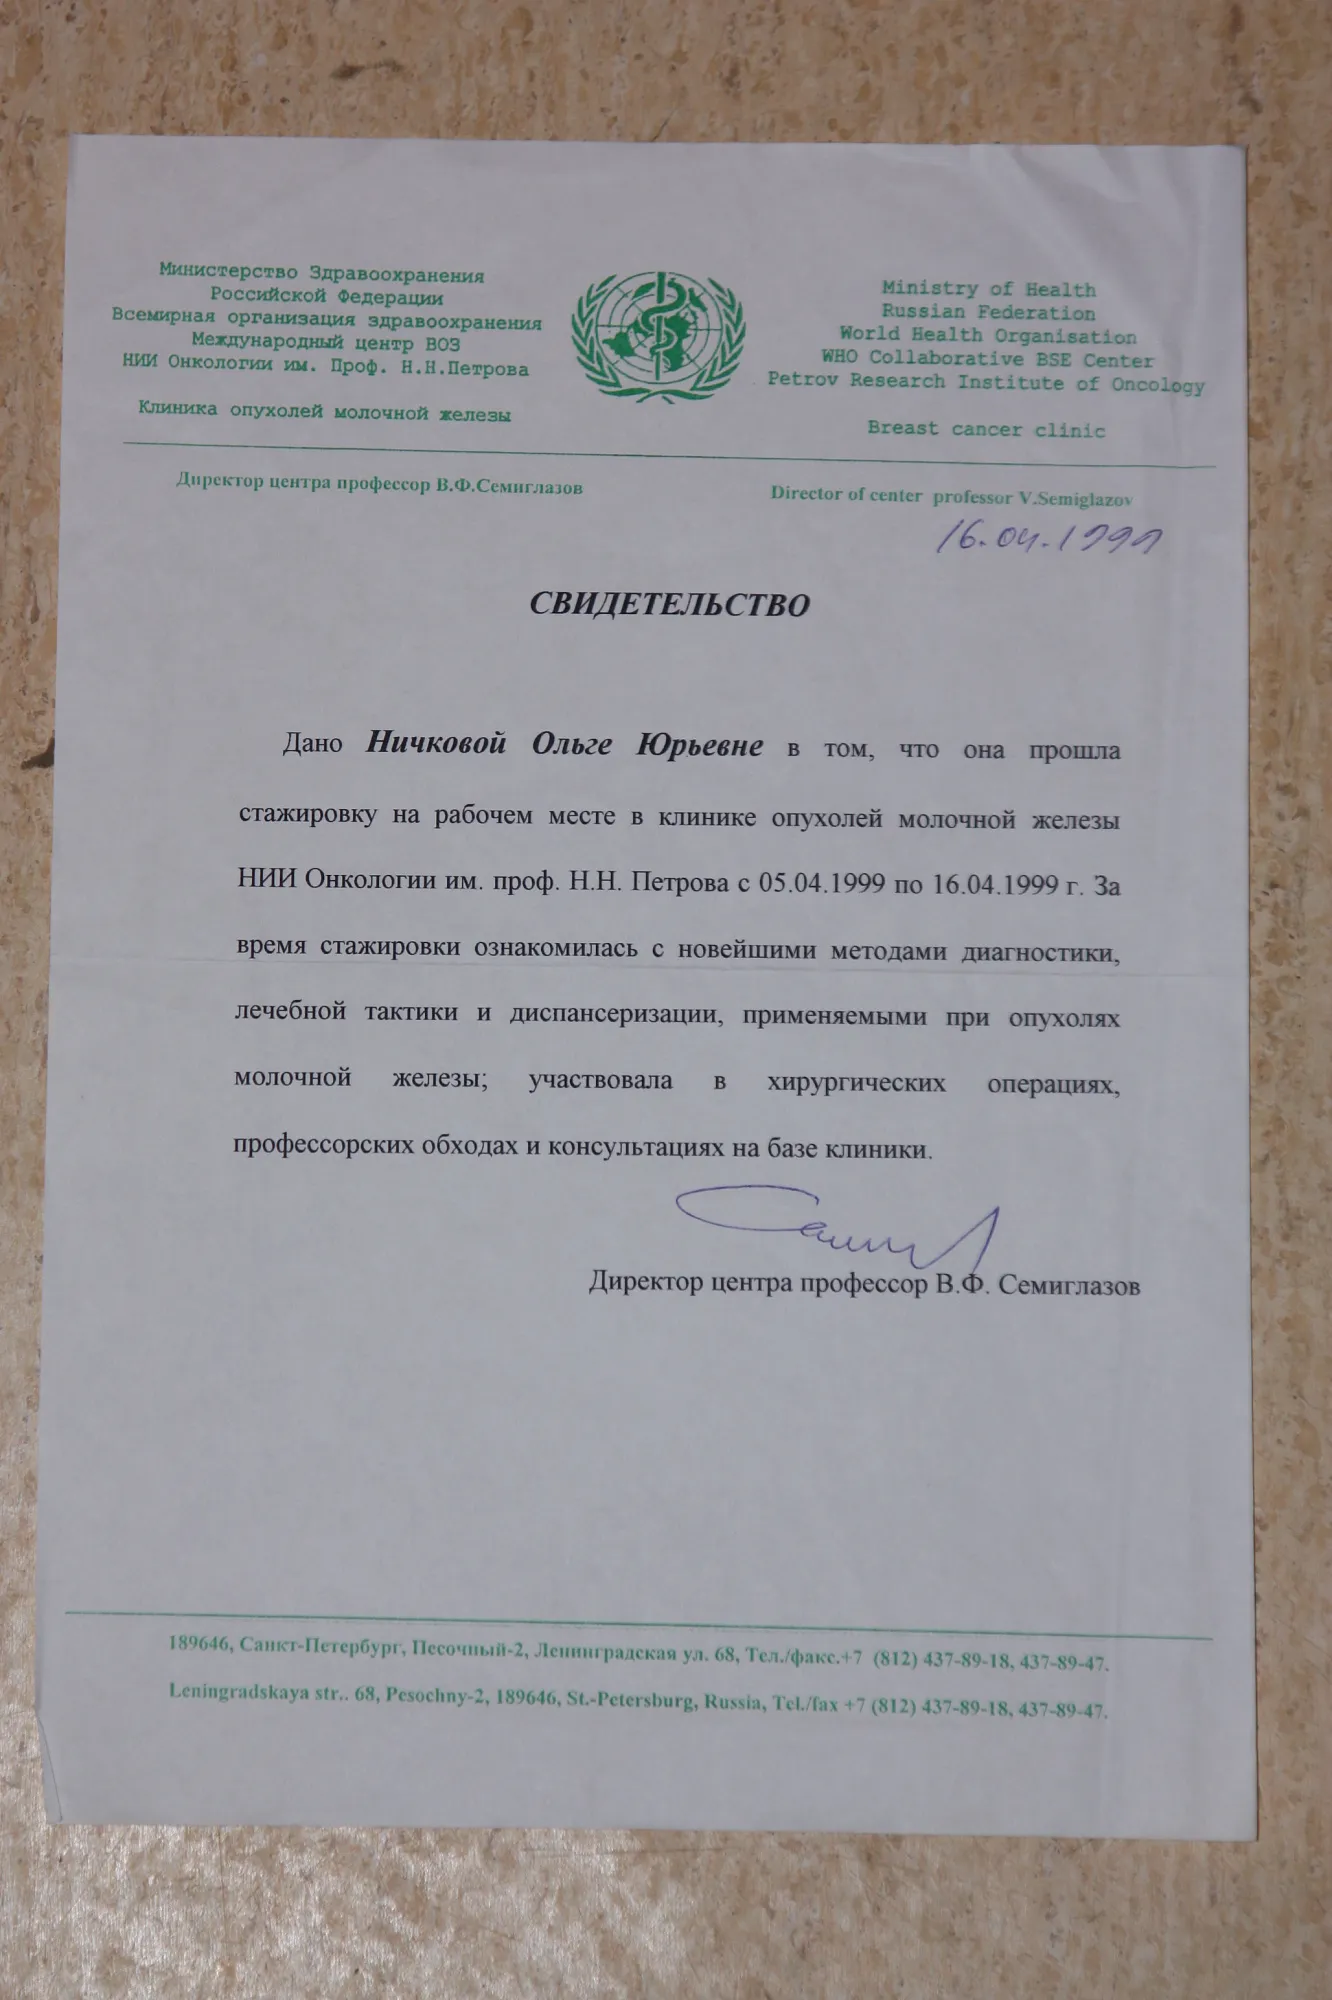 Министерство Здравоохранения
Российской Федерации
Всемирная организация здравоохранения
Международный центр ВОЗ
НИИ Онкологии им. Проф. Н.Н.Петрова
Клиника опухолей молочной железы
Ministry of Health
Russian Federation
World Health Organisation
WHO Collaborative BSE Center
Petrov Research Institute of Oncology
Breast cancer clinic
Директор центра профессор В.Ф.Семиглазов
Director of center professor V.Semiglazov
16.04.1999
СВИДЕТЕЛЬСТВО
Дано Ничковой Ольге Юрьевне в том, что она прошла
стажировку на рабочем месте в клинике опухолей молочной железы
НИИ Онкологии им. проф. Н.Н. Петрова с 05.04.1999 по 16.04.1999 г. За
время стажировки ознакомилась с новейшими методами диагностики,
лечебной тактики и диспансеризации, применяемыми при опухолях
молочной железы; участвовала в хирургических операциях,
профессорских обходах и консультациях на базе клиники.
Директор центра профессор В.Ф. Семиглазов
189646, Санкт-Петербург, Песочный-2, Ленинградская ул. 68, Тел./факс.+7 (812) 437-89-18, 437-89-47.
Leningradskaya str.. 68, Pesochny-2, 189646, St.-Petersburg, Russia, Tel./fax +7 (812) 437-89-18, 437-89-47.